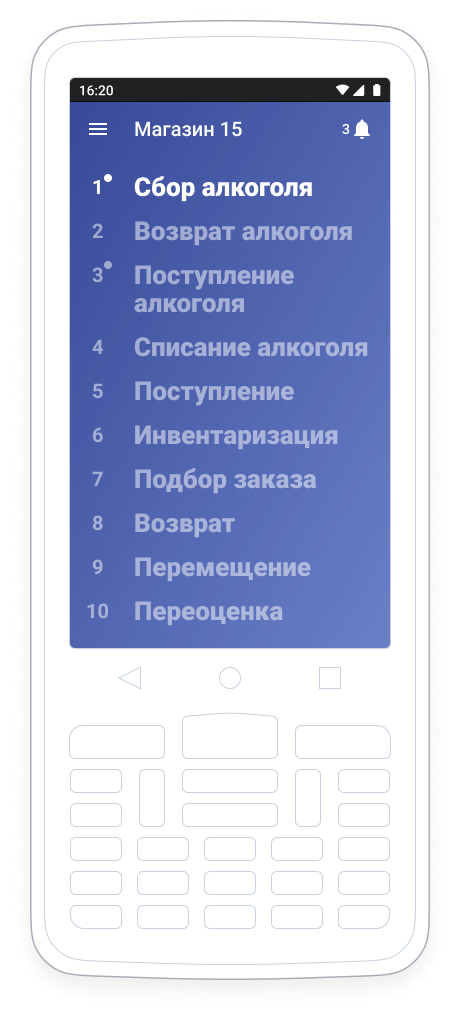 16:20
Магазин 15
3
1 Сбор алкоголя
2 Возврат алкоголя
3 Поступление
алкоголя
4 Списание алкоголя
5 Поступление
6 Инвентаризация
7 Подбор заказа
8 Возврат
9 Перемещение
10 Переоценка